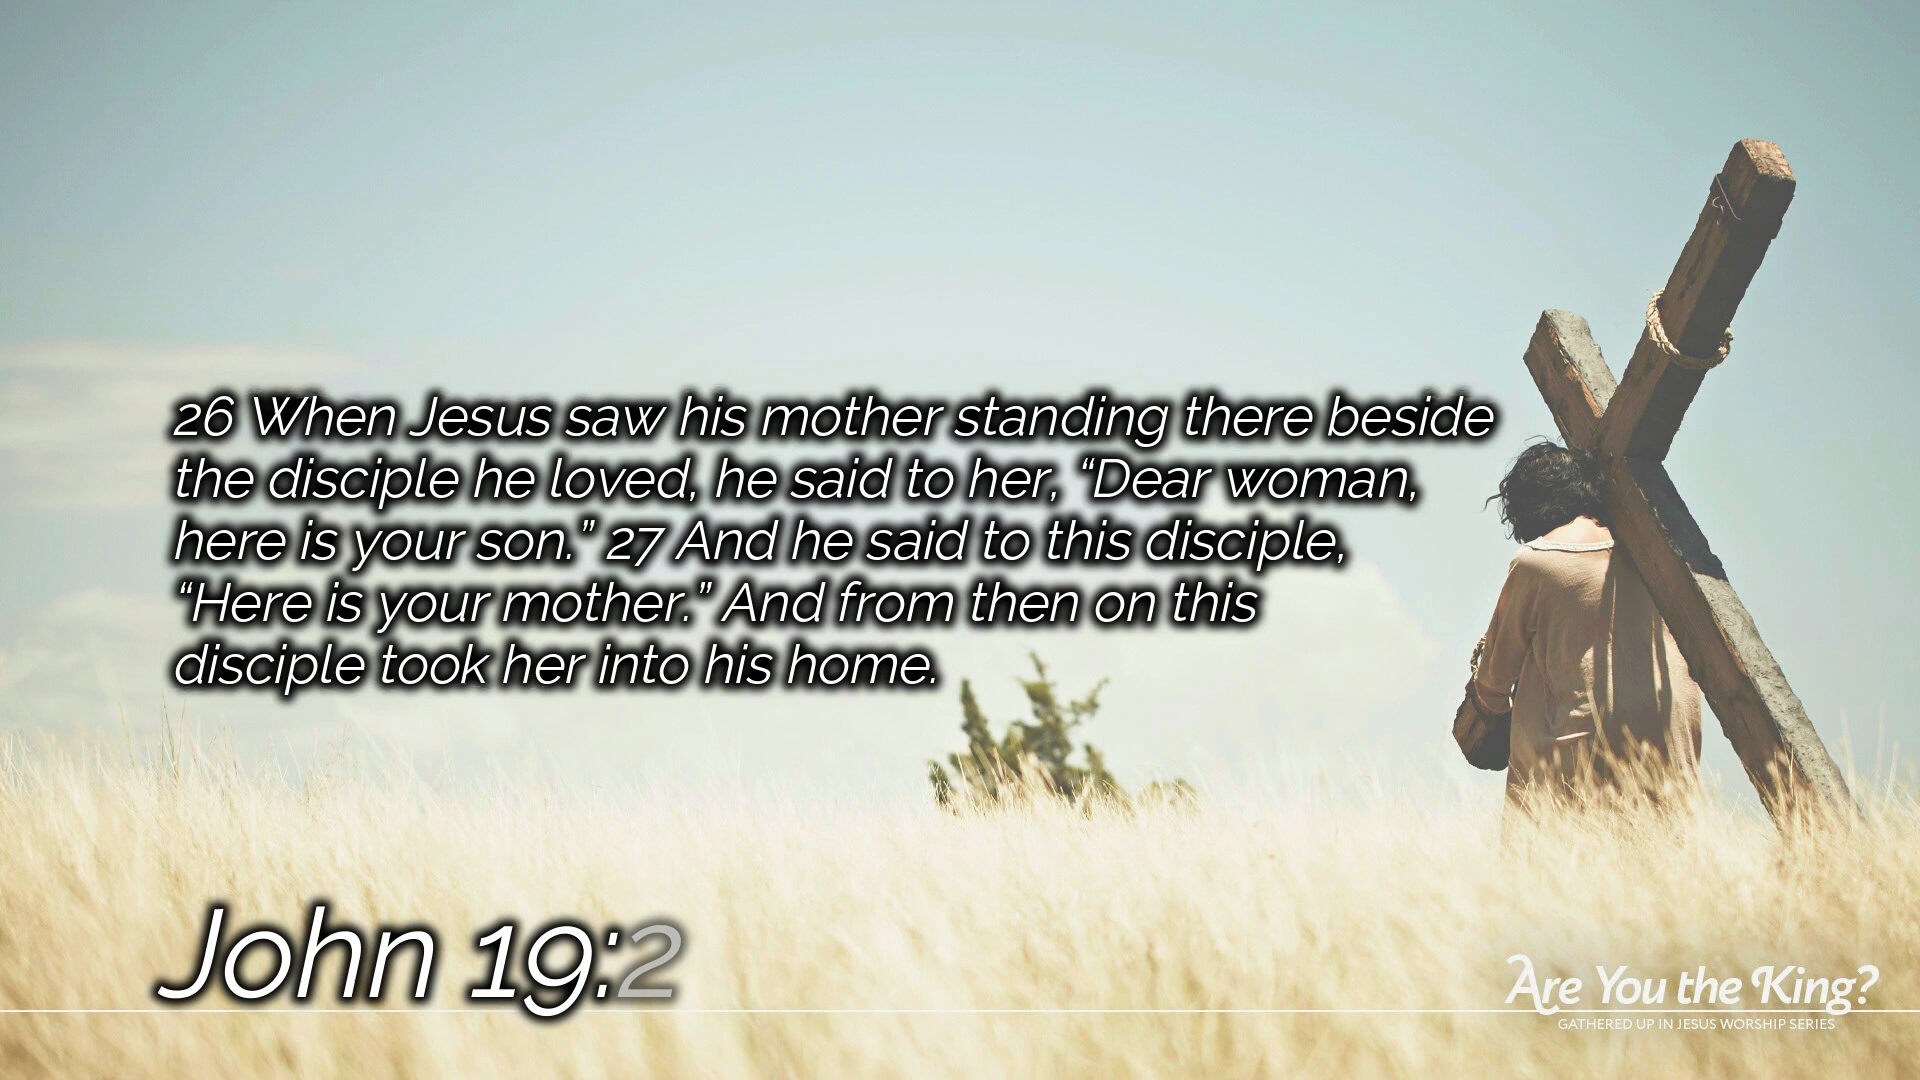 26 When Jesus saw his mother standing there beside
the disciple he loved, he said to her, “Dear woman,
here is your son.” 27 And he said to this disciple,
“Here is your mother.” And from then on this
disciple took her into his home.
John 19:2
Are You the King?
GATHERED UP IN JESUS WORSHIP SERIES